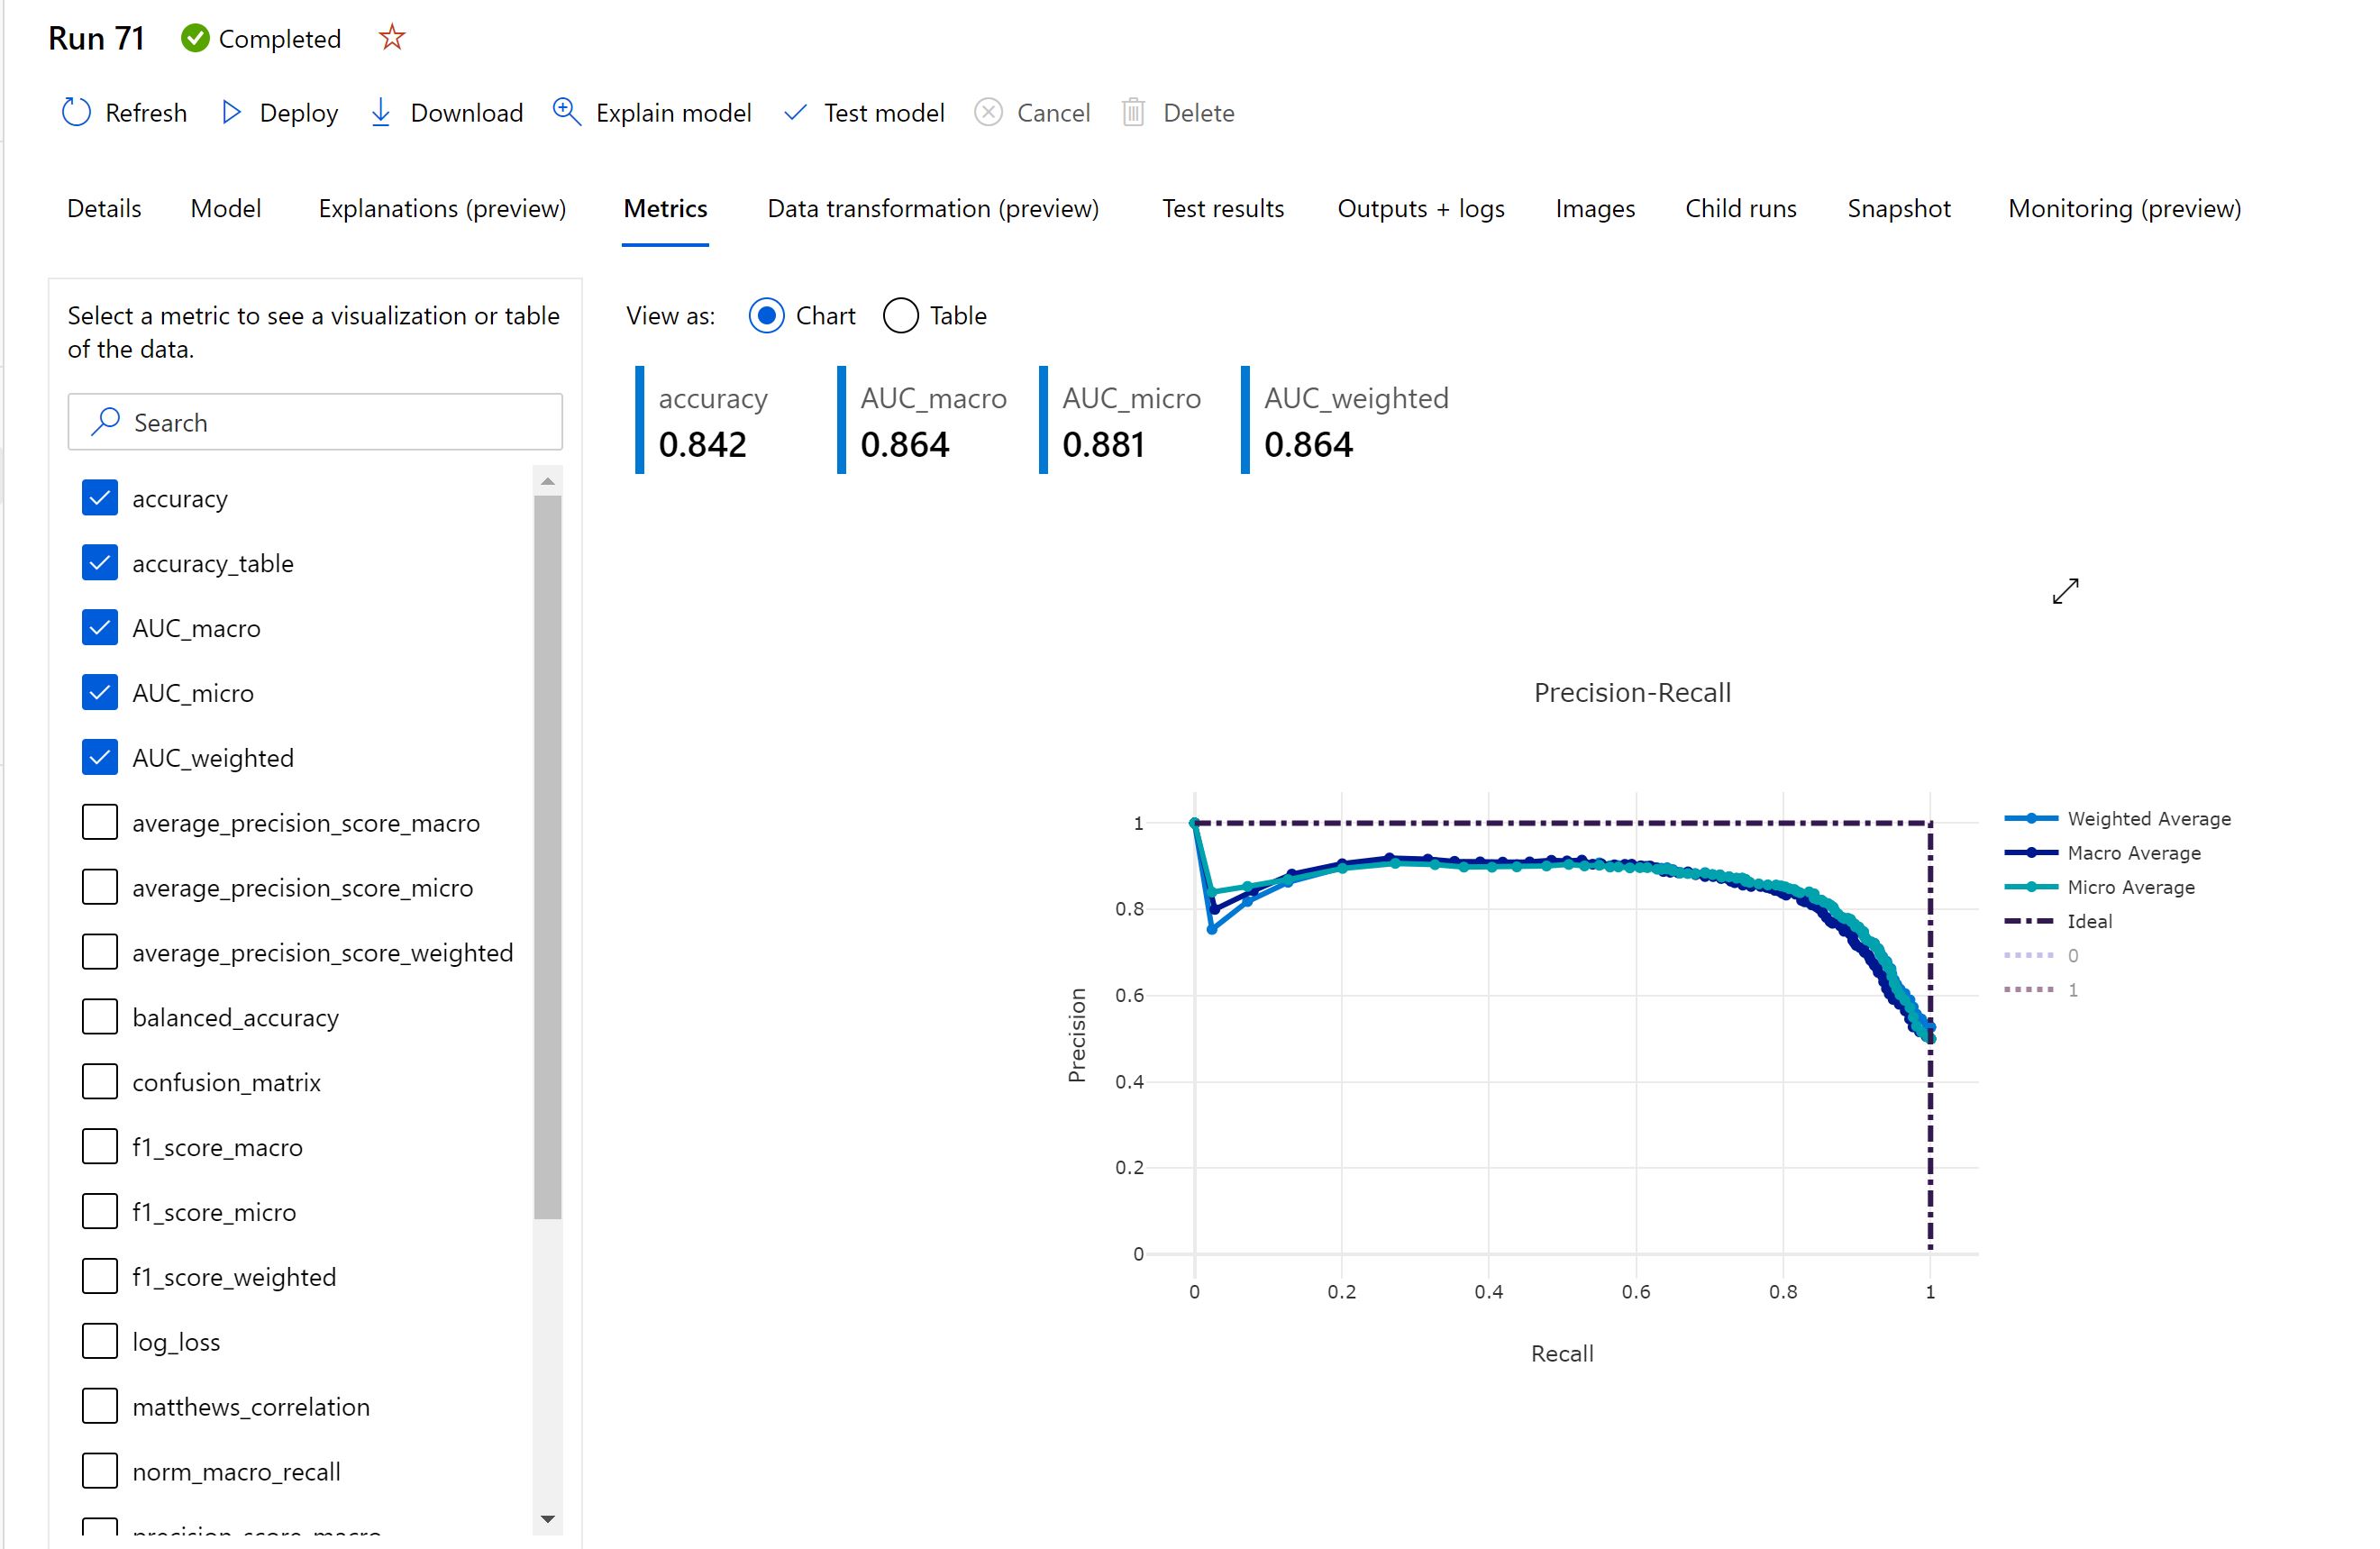 Run 71 Completed
Refresh Deploy Download Explain model Test model Cancel Delete
Details Model Explanations (preview) Metrics Data transformation (preview) Test results Outputs + logs Images Child runs Snapshot Monitoring (preview)
Select a metric to see a visualization or table
of the data.
Search
accuracy
accuracy_table
AUC_macro
AUC_micro
AUC_weighted
average_precision_score_macro
average_precision_score_micro
average_precision_score_weighted
balanced_accuracy
confusion_matrix
f1_score_macro
f1_score_micro
f1_score_weighted
log_loss
matthews_correlation
norm_macro_recall
precision_score_macro
View as: Chart Table
accuracy AUC_macro AUC_micro AUC_weighted
0.842 0.864 0.881 0.864
Precision-Recall
1
0.8
0.6
0.4
0.2
0
Precision
0 0.2 0.4 0.6 0.8 1
Recall
Weighted Average
Macro Average
Micro Average
Ideal
0
1